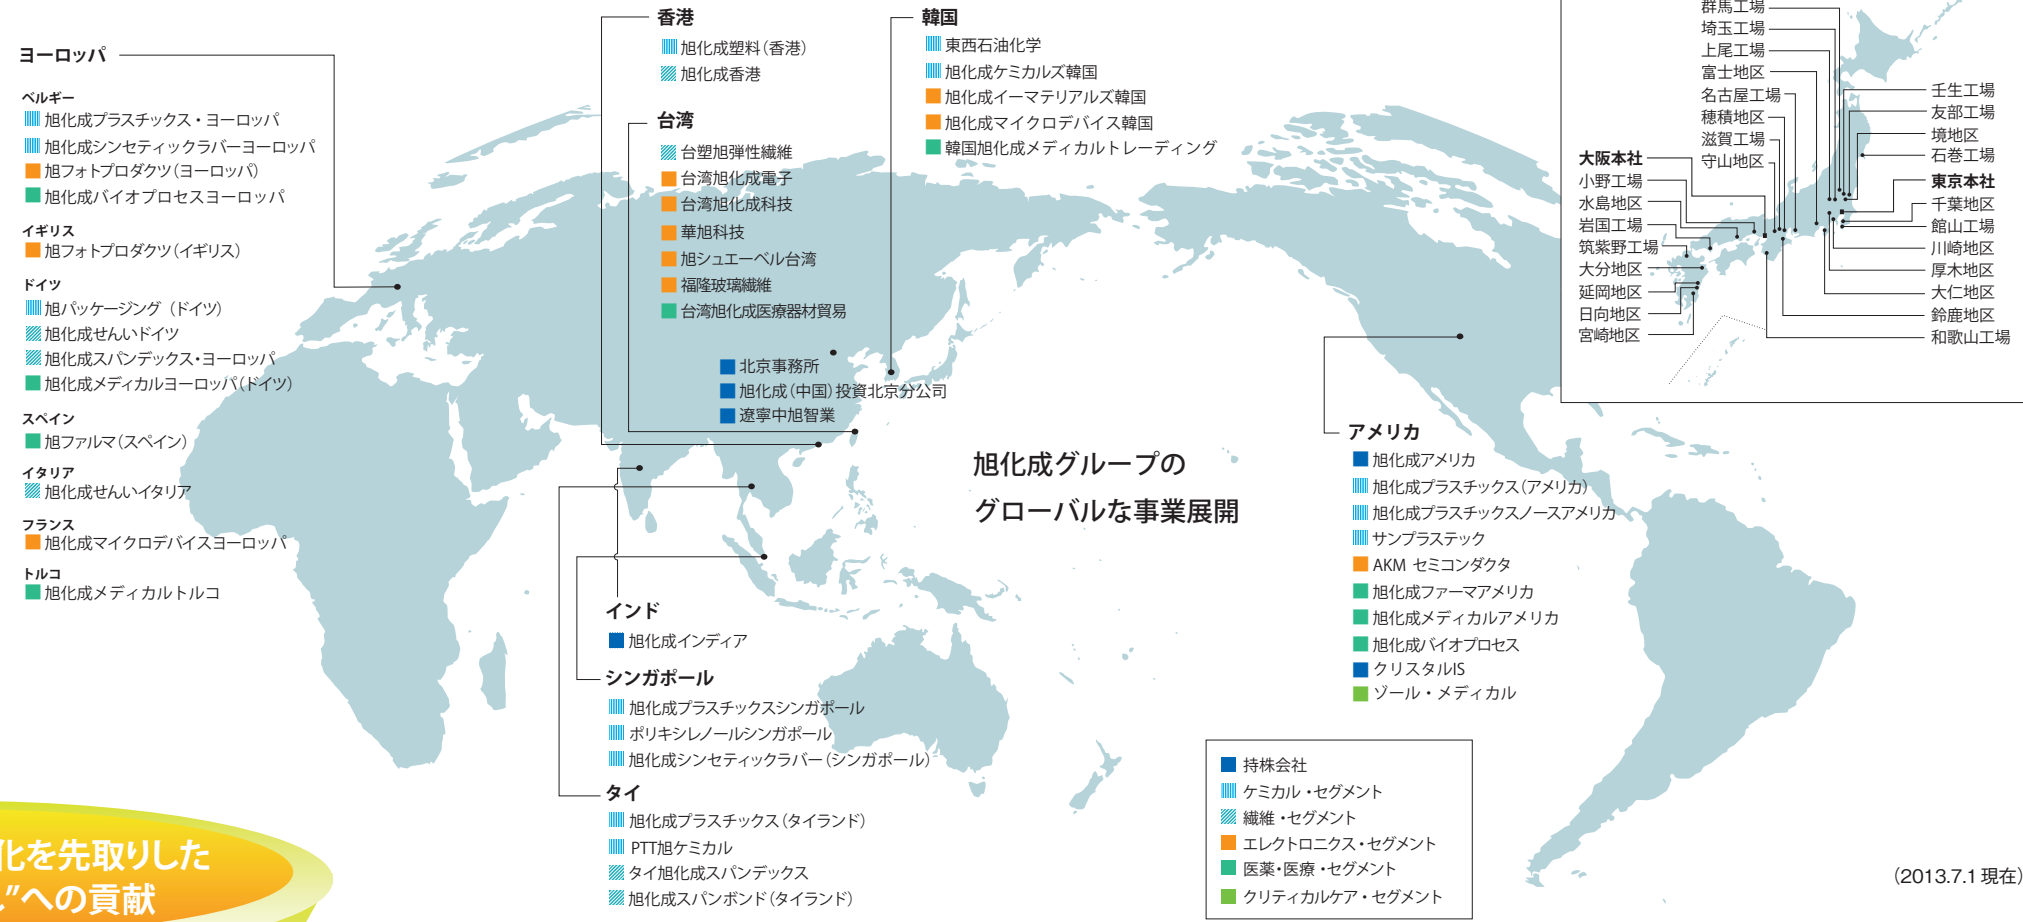 ヨーロッパ
ベルギー
旭化成プラスチックス・ヨーロッパ
旭化成シンセティックラバーヨーロッパ
旭フォトプロダクツ(ヨーロッパ)
旭化成バイオプロセスヨーロッパ
イギリス
旭フォトプロダクツ(イギリス)
ドイツ
旭パッケージング (ドイツ)
旭化成せんいドイツ
旭化成スパンデックス・ヨーロッパ
旭化成メディカルヨーロッパ(ドイツ)
スペイン
旭ファルマ(スペイン)
イタリア
旭化成せんいイタリア
フランス
旭化成マイクロデバイスヨーロッパ
トルコ
旭化成メディカルトルコ
香港
旭化成塑料(香港)
旭化成香港
台湾
台塑旭弾性繊維
台湾旭化成電子
台湾旭化成科技
華旭科技
旭シュエーベル台湾
福隆玻璃繊維
台湾旭化成医療器材貿易
北京事務所
旭化成(中国)投資北京分公司
遼寧中旭智業
韓国
東西石油化学
旭化成ケミカルズ韓国
旭化成イーマテリアルズ韓国
旭化成マイクロデバイス韓国
韓国旭化成メディカルトレーディング
旭化成グループの
グローバルな事業展開
インド
旭化成インディア
シンガポール
旭化成プラスチックスシンガポール
ポリキシレノールシンガポール
旭化成シンセティックラバー(シンガポール)
タイ
旭化成プラスチックス(タイランド)
PTT旭ケミカル
タイ旭化成スパンデックス
旭化成スパンボンド(タイランド)
アメリカ
旭化成アメリカ
旭化成プラスチックス(アメリカ)
旭化成プラスチックスノースアメリカ
サンプラステック
AKM セミコンダクタ
旭化成ファーマアメリカ
旭化成メディカルアメリカ
旭化成バイオプロセス
クリスタルIS
ゾール・メディカル
群馬工場
埼玉工場
上尾工場
富士地区
名古屋工場
穂積地区
滋賀工場
守山地区
大阪本社
小野工場
水島地区
岩国工場
筑紫野工場
大分地区
延岡地区
日向地区
宮崎地区
壬生工場
友部工場
境地区
石巻工場
東京本社
千葉地区
館山工場
川崎地区
厚木地区
大仁地区
鈴鹿地区
和歌山工場
持株会社
ケミカル・セグメント
繊維・セグメント
エレクトロニクス・セグメント
医薬・医療・セグメント
クリティカルケア・セグメント
化を先取りした
”への貢献
(2013.7.1 現在)